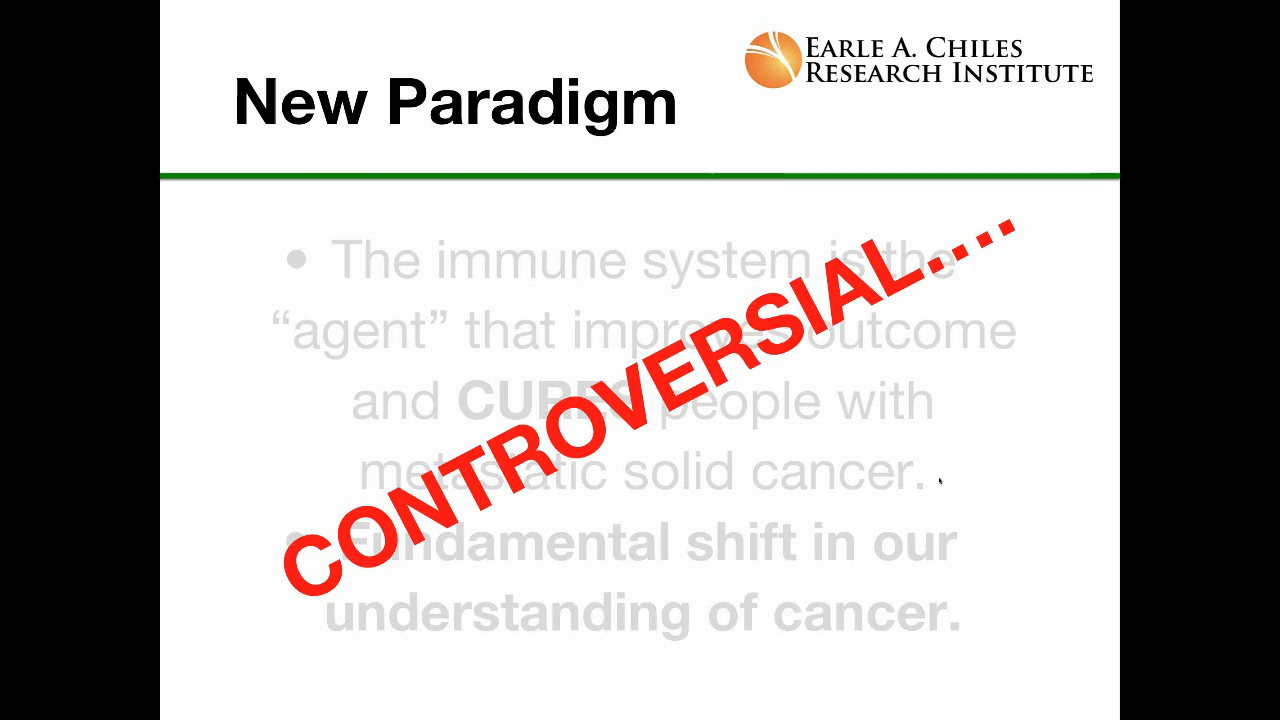 EARLE A. CHILES
RESEARCH INSTITUTE
New Paradigm
• The immune system is the
“agent” that improves outcome
and CURES people with
metastatic solid cancer.
• Fundamental shift in our
understanding of cancer.
CONTROVERSIAL....